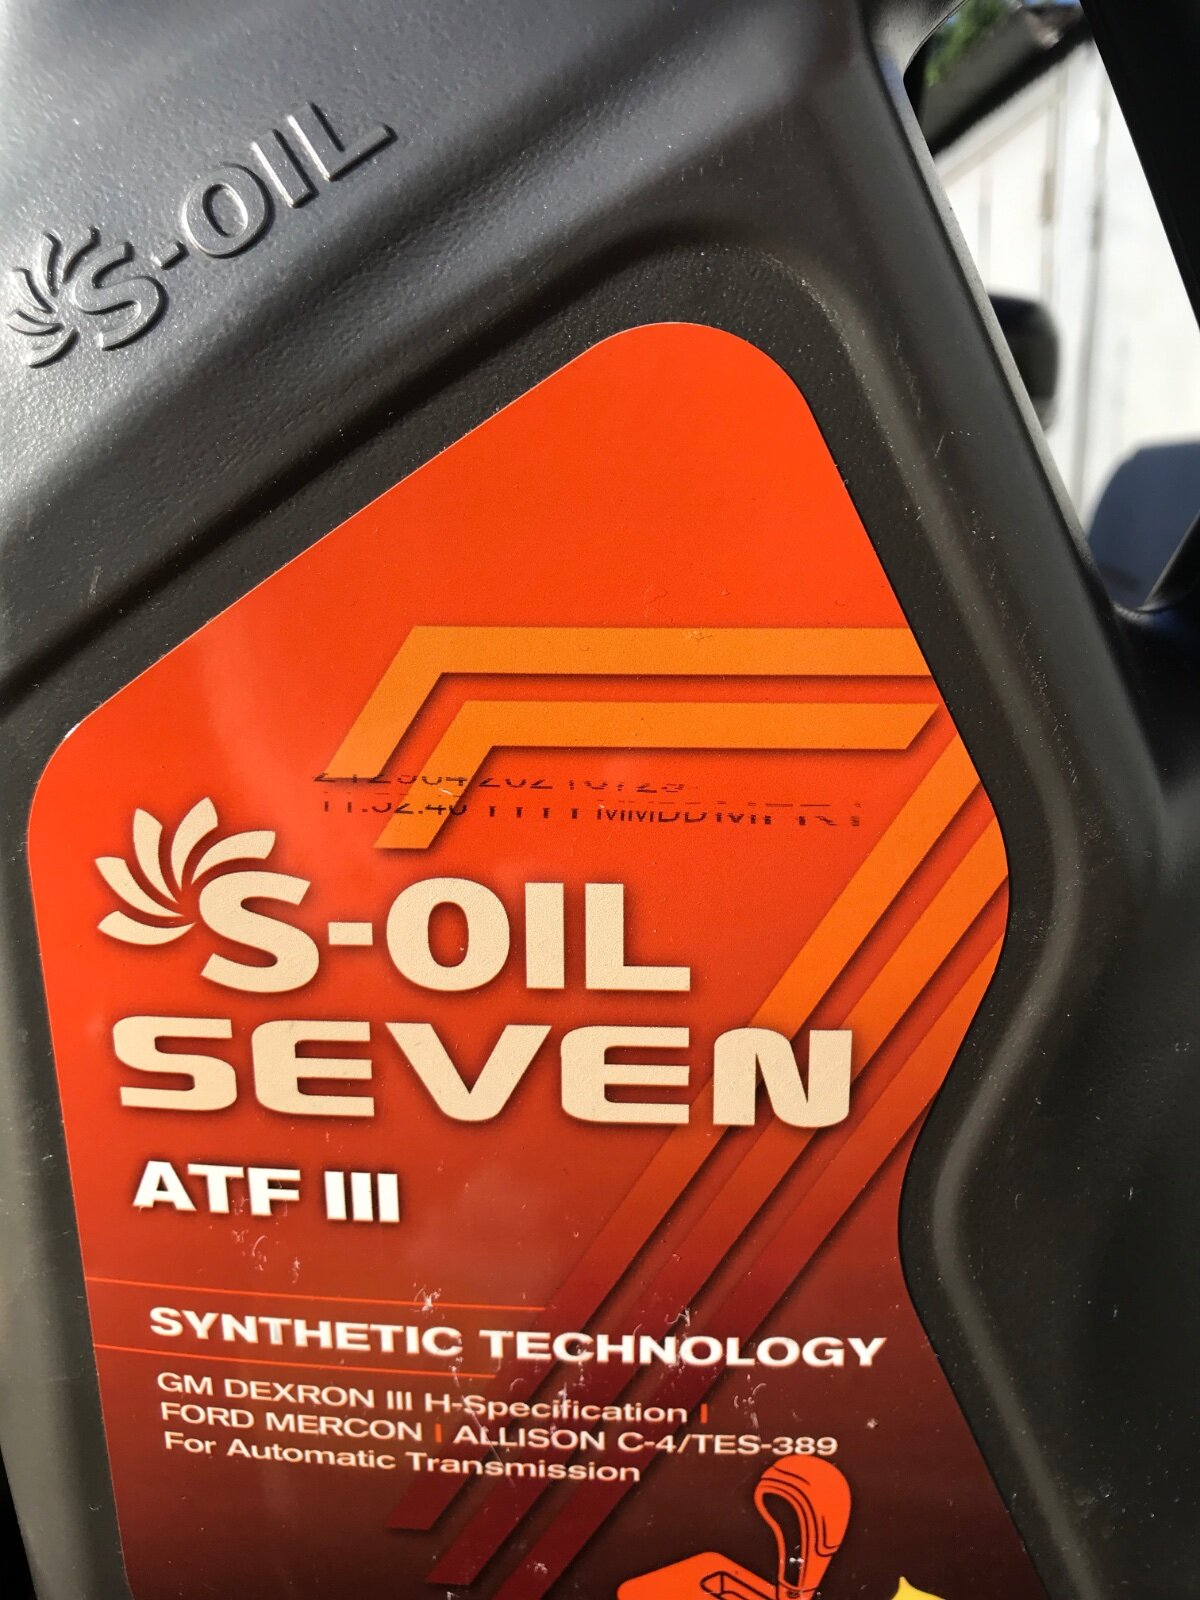 S-OIL
S-OIL
SEVEN
ATF III
SYNTHETIC TECHNOLOGY
GM DEXRON III H-Specification |
FORD MERCON | ALLISON C-4/TES-389
For Automatic Transmission